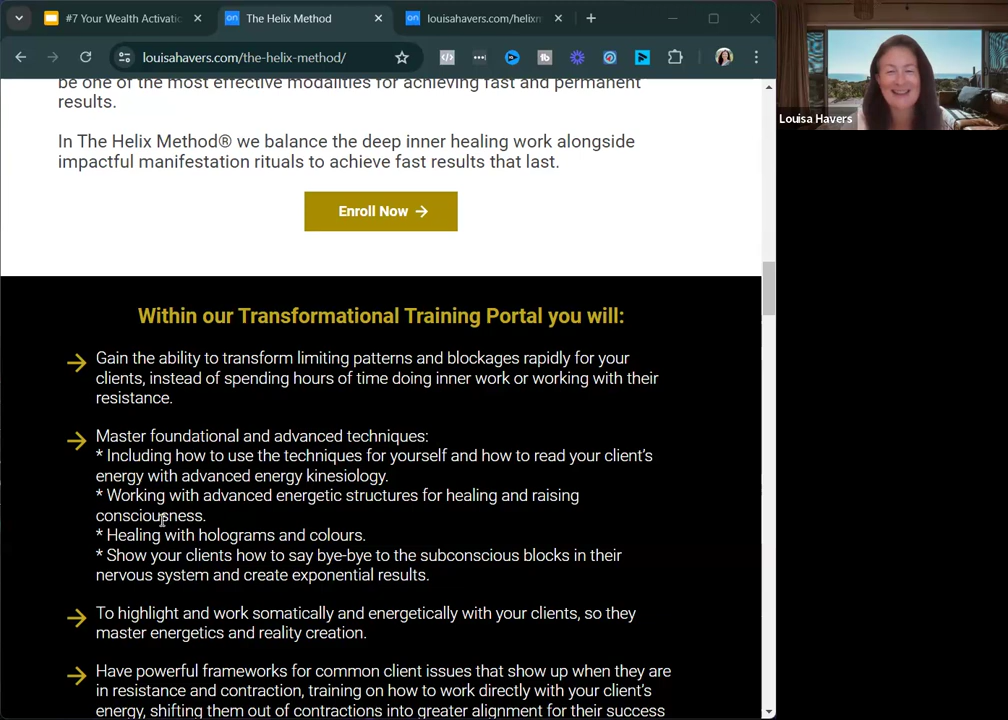 #7 Your Wealth Activatic
The Helix Method
louisahavers.com/helixm
louisahavers.com/the-helix-method/
Louisa Havers
be one of the most effective modalities for achieving fast and permanent
results.
In The Helix Method® we balance the deep inner healing work alongside
impactful manifestation rituals to achieve fast results that last.
Enroll Now →
Within our Transformational Training Portal you will:
Gain the ability to transform limiting patterns and blockages rapidly for your
clients, instead of spending hours of time doing inner work or working with their
resistance.
Master foundational and advanced techniques:
* Including how to use the techniques for yourself and how to read your client's
energy with advanced energy kinesiology.
* Working with advanced energetic structures for healing and raising
consciousness.
* Healing with holograms and colours.
* Show your clients how to say bye-bye to the subconscious blocks in their
nervous system and create exponential results.
To highlight and work somatically and energetically with your clients, so they
master energetics and reality creation.
Have powerful frameworks for common client issues that show up when they are
in resistance and contraction, training on how to work directly with your client's
energy, shifting them out of contractions into greater alignment for their success